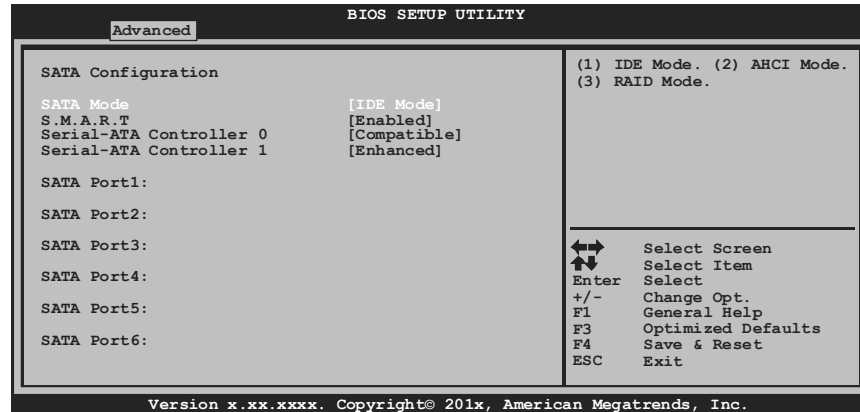 BIOS SETUP UTILITY
Advanced
SATA Configuration
SATA Mode [IDE Mode]
S.M.A.R.T [Enabled]
Serial-ATA Controller 0 [Compatible]
Serial-ATA Controller 1 [Enhanced]
SATA Port1:
SATA Port2:
SATA Port3:
SATA Port4:
SATA Port5:
SATA Port6:
(1) IDE Mode. (2) AHCI Mode.
(3) RAID Mode.
Select Screen
Select Item
Enter Select
+/- Change Opt.
F1 General Help
F3 Optimized Defaults
F4 Save & Reset
ESC Exit
Version x.xx.xxxx. Copyright© 201x, American Megatrends, Inc.